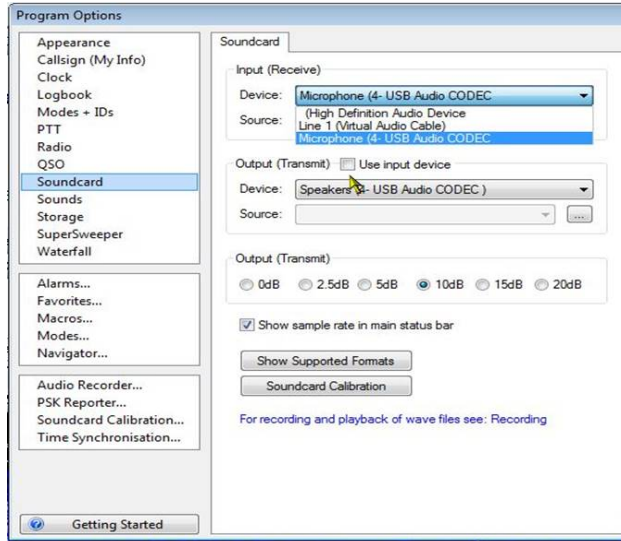 Program Options
Appearance
Callsign (My Info)
Clock
Logbook
Modes + IDs
PTT
Radio
QSO
Soundcard
Sounds
Storage
SuperSweeper
Waterfall
Alarms...
Favorites...
Macros...
Modes...
Navigator...
Audio Recorder...
PSK Reporter...
Soundcard Calibration...
Time Synchronisation...
Getting Started
Soundcard
Input (Receive)
Device: Microphone (4- USB Audio CODEC
Source:
(High Definition Audio Device
Line 1 (Virtual Audio Cable)
Microphone (4- USB Audio CODEC
Output (Transmit) Use input device
Device: Speakers (4- USB Audio CODEC )
Source: ...
Output (Transmit)
0dB 2.5dB 5dB 10dB 15dB 20dB
Show sample rate in main status bar
Show Supported Formats
Soundcard Calibration
For recording and playback of wave files see: Recording